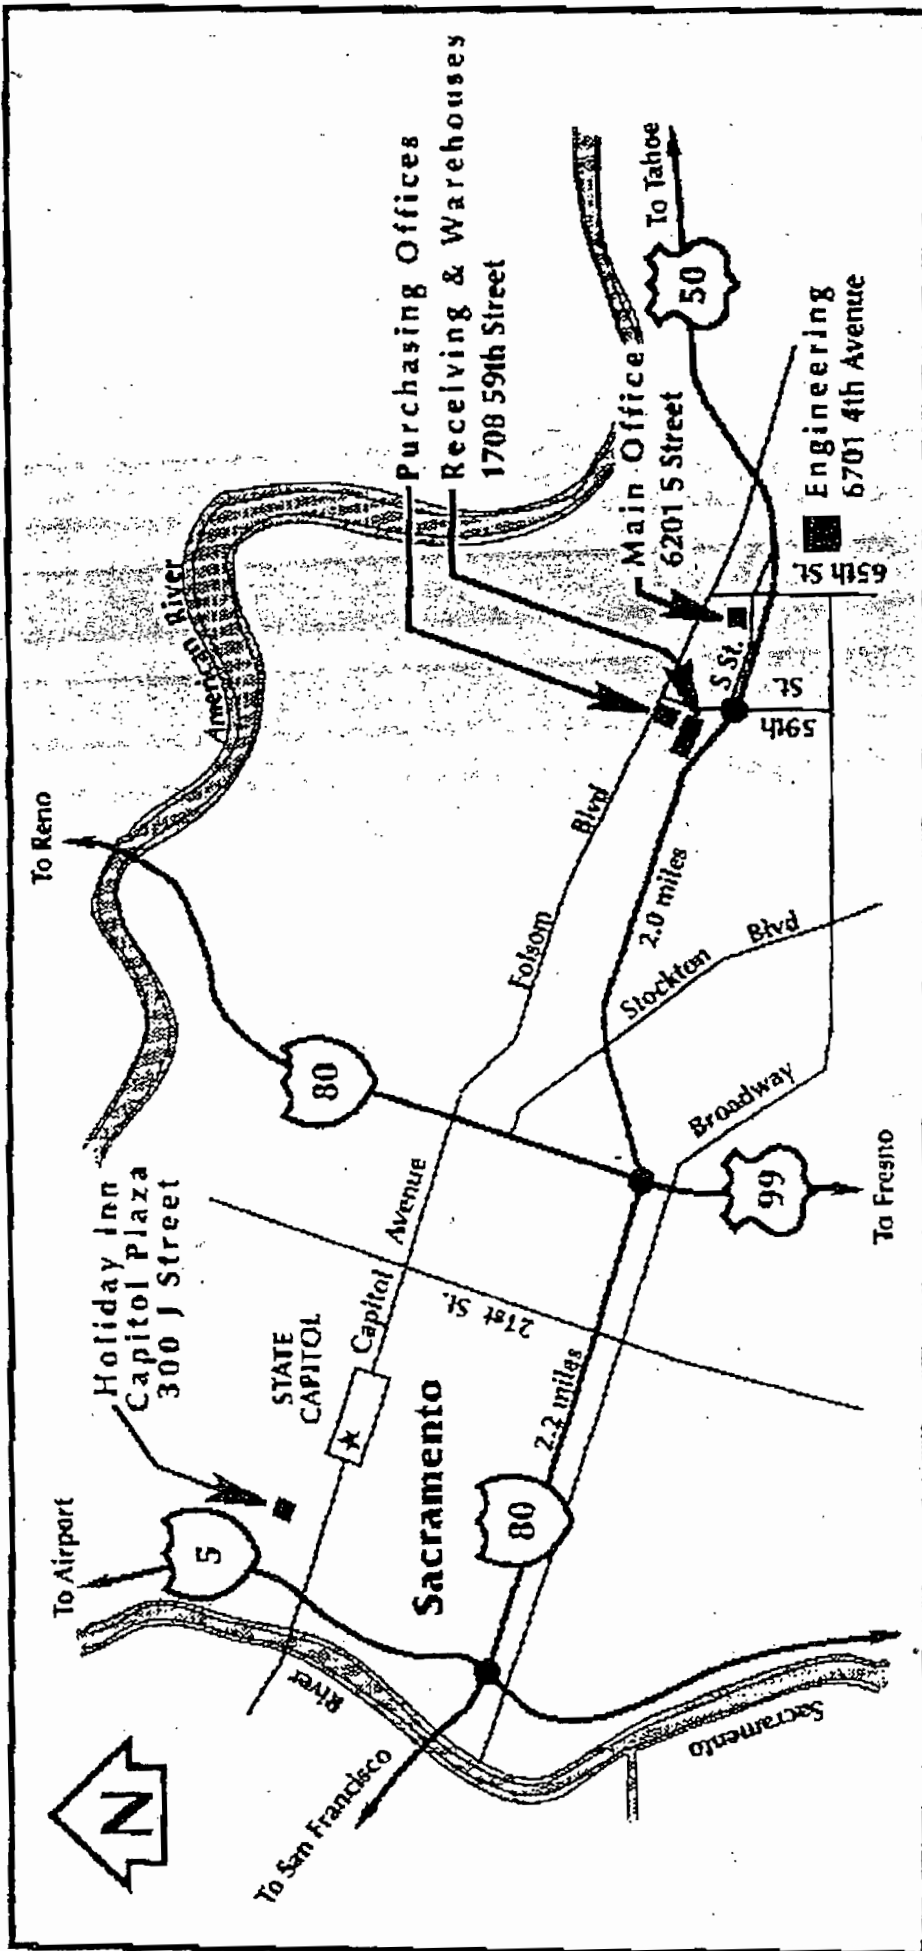 N
To Airport
5
Holiday Inn
Capitol Plaza
300 J Street
STATE
CAPITOL
Sacramento
To San Francisco
River
Sacramento
80
2.2 miles
21st St.
Capitol Avenue
80
To Reno
American River
Folsom Blvd
Stockton Blvd
Broadway
99
To Fresno
2.0 miles
Purchasing Offices
Receiving & Warehouses
1708 59th Street
Main Office
6201 S Street
S St.
59th St.
65th St.
50
To Tahoe
Engineering
6701 4th Avenue